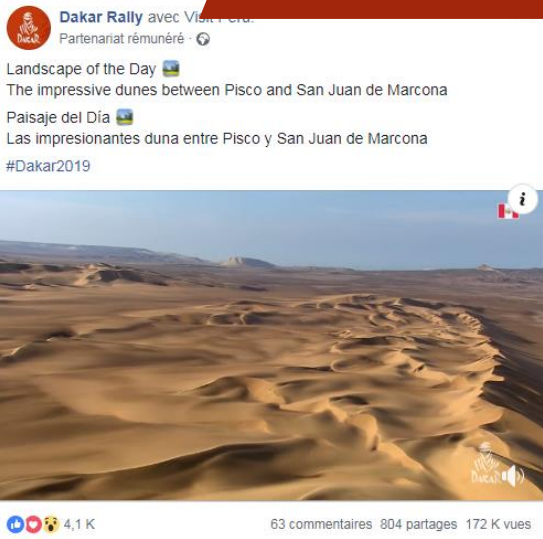 Dakar Rally avec Visit Peru.
Partenariat rémunéré ·
Landscape of the Day
The impressive dunes between Pisco and San Juan de Marcona
Paisaje del Día
Las impresionantes duna entre Pisco y San Juan de Marcona
#Dakar2019
i
DAKAR
4,1 K
63 commentaires 804 partages 172 K vues